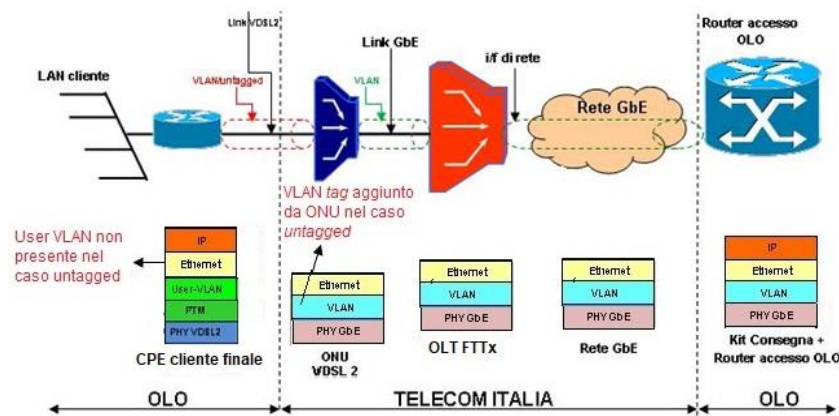 Link VDSL2
Router accesso
OLO
Link GbE
i/f di rete
LAN cliente
VLAN/untagged
VLAN
Rete GbE
VLAN tag aggiunto
da ONU nel caso
untagged
User VLAN non
presente nel
caso untagged
IP
Ethernet
User-VLAN
PTM
PHY VDSL2
CPE cliente finale
Ethernet
VLAN
PHY GbE
ONU
VDSL 2
Ethernet
VLAN
PHY GbE
OLT FTTx
Ethernet
VLAN
PHY GbE
Rete GbE
IP
Ethernet
VLAN
PHY GbE
Kit Consegna +
Router accesso OLO
OLO
TELECOM ITALIA
OLO